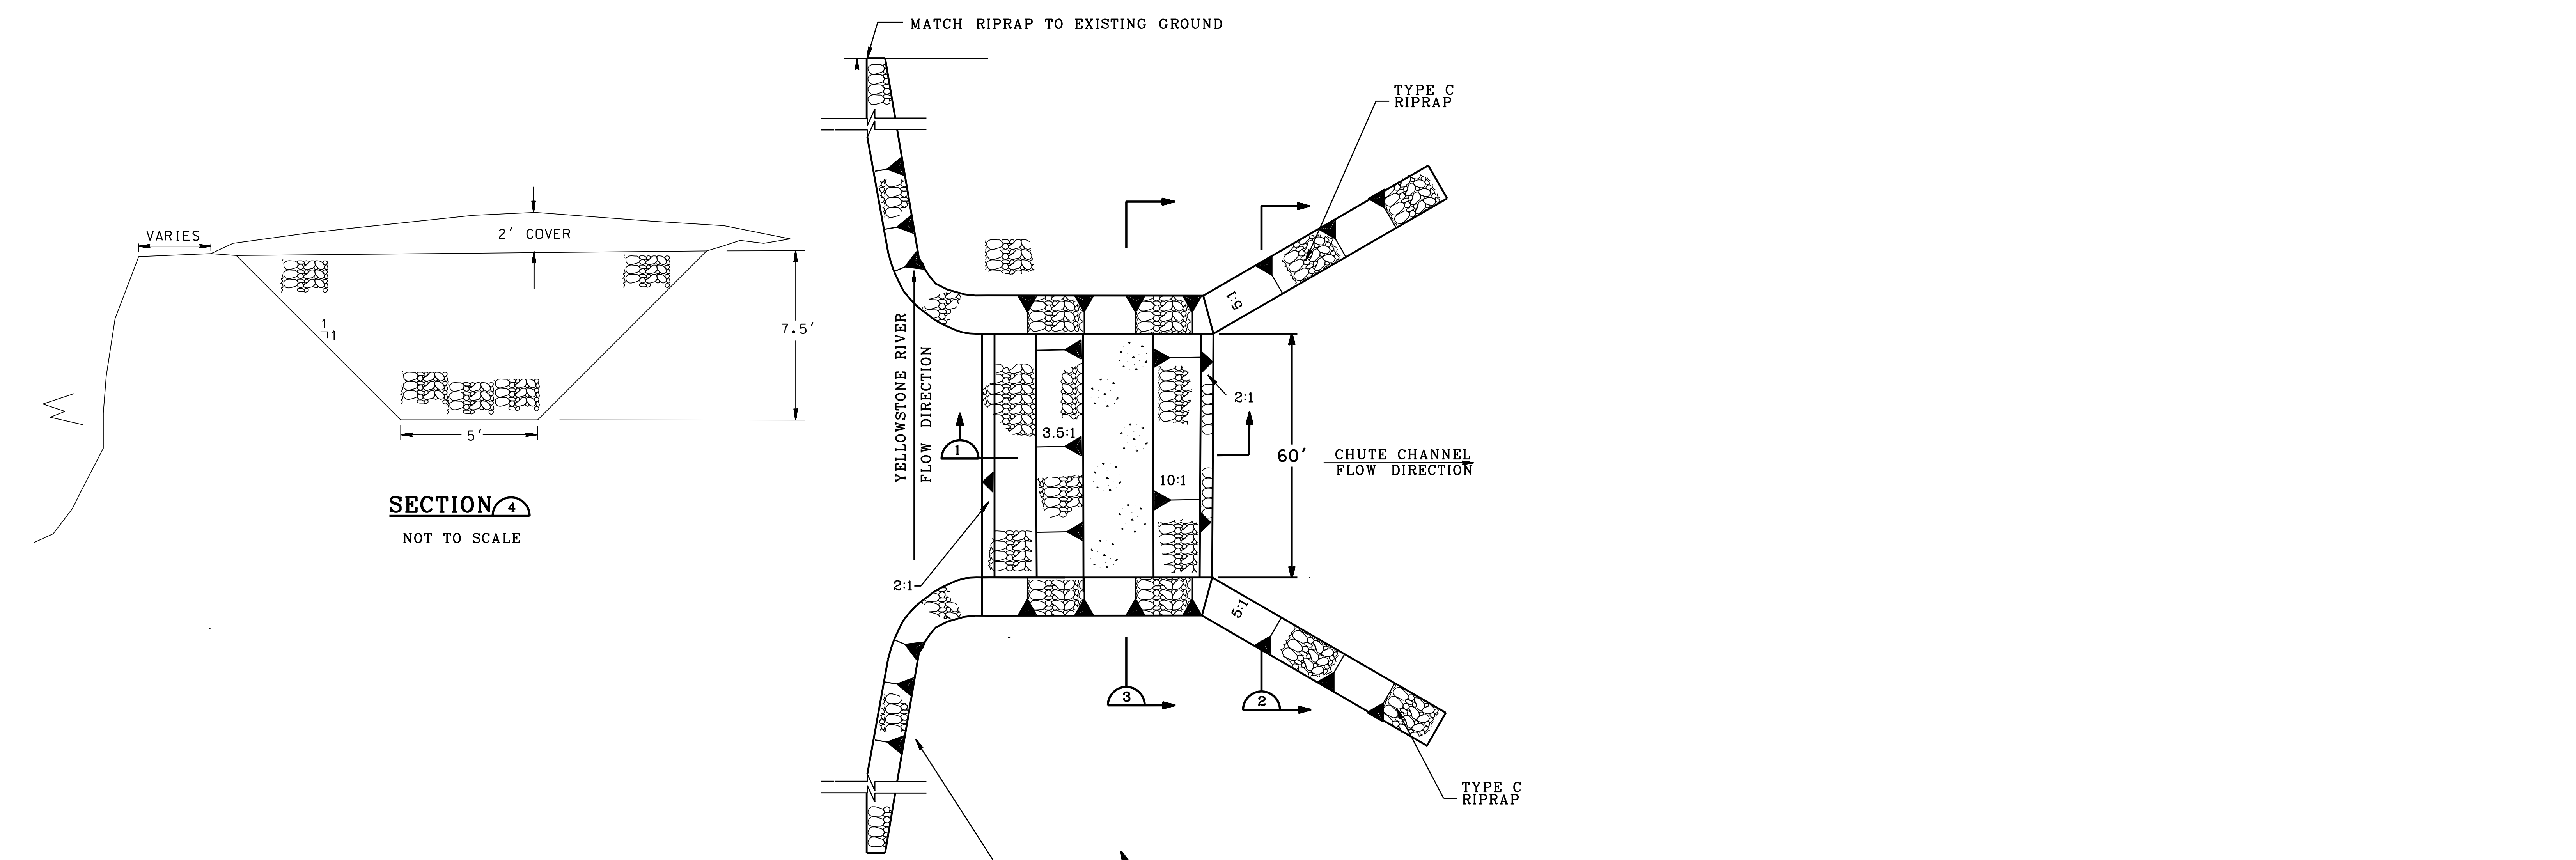 MATCH RIPRAP TO EXISTING GROUND
TYPE C
RIPRAP
VARIES
2' COVER
1
1
7.5'
5'
SECTION 4
NOT TO SCALE
YELLOWSTONE RIVER
FLOW DIRECTION
5:1
2:1
3.5:1
1
10:1
60'
CHUTE CHANNEL
FLOW DIRECTION
2:1
5:1
3
2
TYPE C
RIPRAP